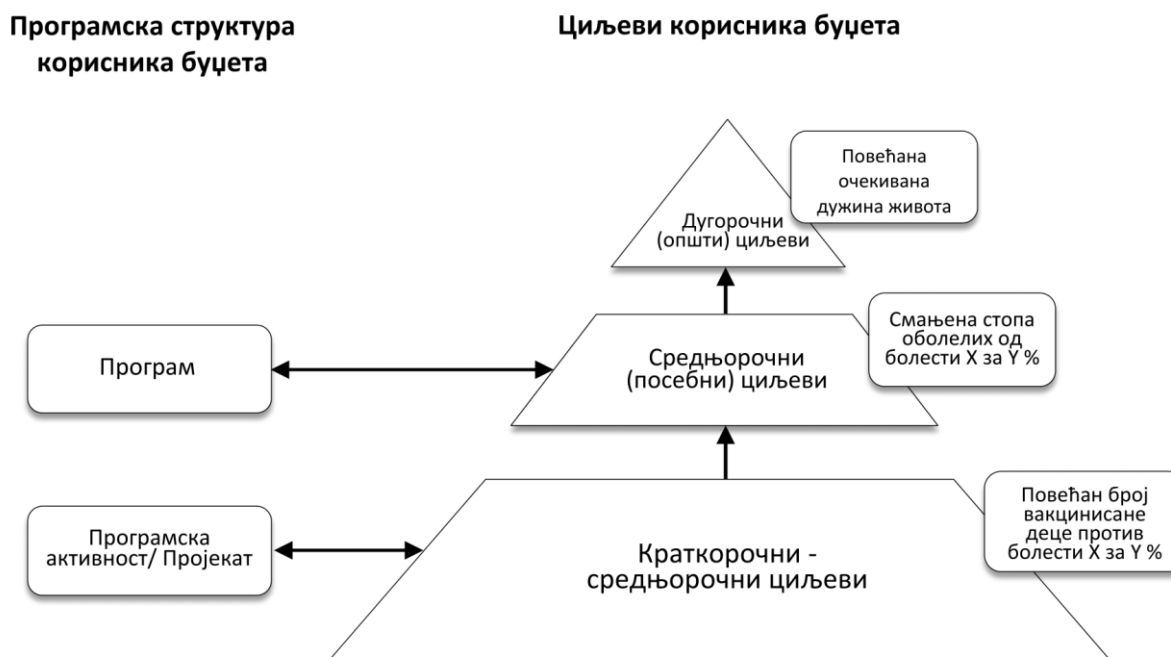 Програмска структура
корисника буџета
Циљеви корисника буџета
Повећана
очекивана
дужина живота
Дугорочни
(општи) циљеви
Програм
Средњорочни
(посебни) циљеви
Смањена стопа
оболелих од
болести X за Y %
Програмска
активност/ Пројекат
Краткорочни -
средњорочни циљеви
Повећан број
вакцинисане
деце против
болести X за Y %